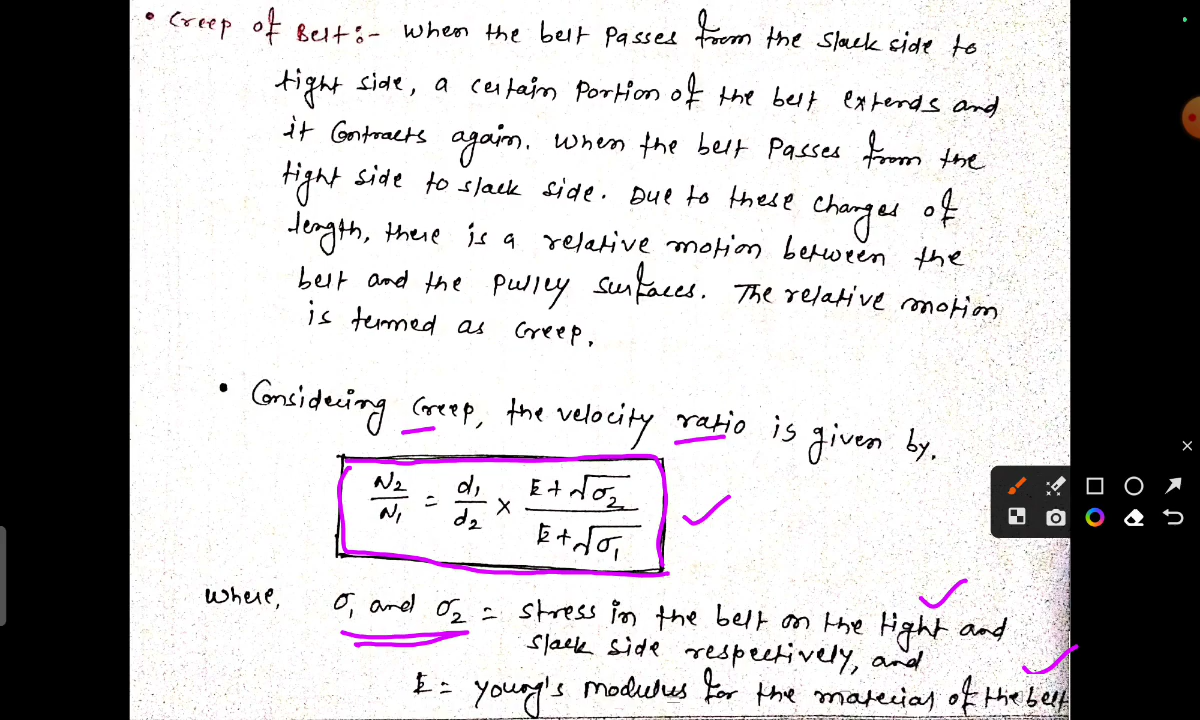 • Creep of Belt:- When the belt passes from the slack side to
tight side, a certain portion of the belt extends and
it Contracts again. When the belt passes from the
tight side to slack side. Due to these changes of
length, there is a relative motion between the
belt and the pulley surfaces. The relative motion
is termed as Creep.
• Considering Creep, the velocity ratio is given by.
N₂/N₁ = d₁/d₂ × (E + √σ₂)/(E + √σ₁)
where, σ₁ and σ₂ = stress in the belt on the tight and
slack side respectively, and
E = young's modulus for the material of the belt